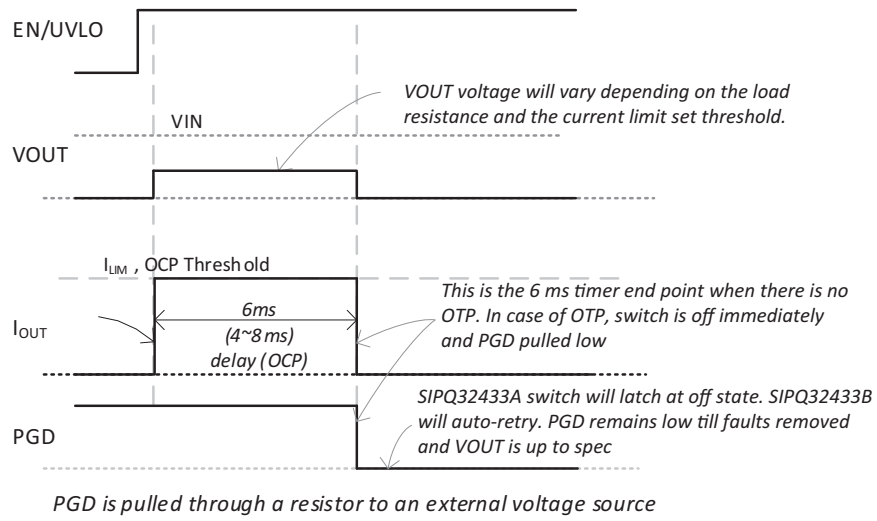 EN/UVLO
VOUT voltage will vary depending on the load
resistance and the current limit set threshold.
VIN
VOUT
ILIM , OCP Threshold
This is the 6 ms timer end point when there is no
OTP. In case of OTP, switch is off immediately
and PGD pulled low
6ms
(4~8 ms)
delay (OCP)
IOUT
SIPQ32433A switch will latch at off state. SIPQ32433B
will auto-retry. PGD remains low till faults removed
and VOUT is up to spec
PGD
PGD is pulled through a resistor to an external voltage source